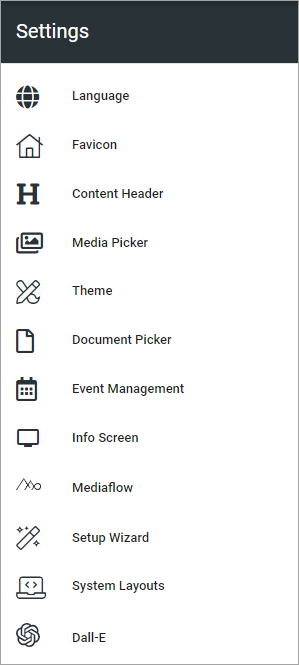 Settings
Language
Favicon
Content Header
Media Picker
Theme
Document Picker
Event Management
Info Screen
Mediaflow
Setup Wizard
System Layouts
Dall-E